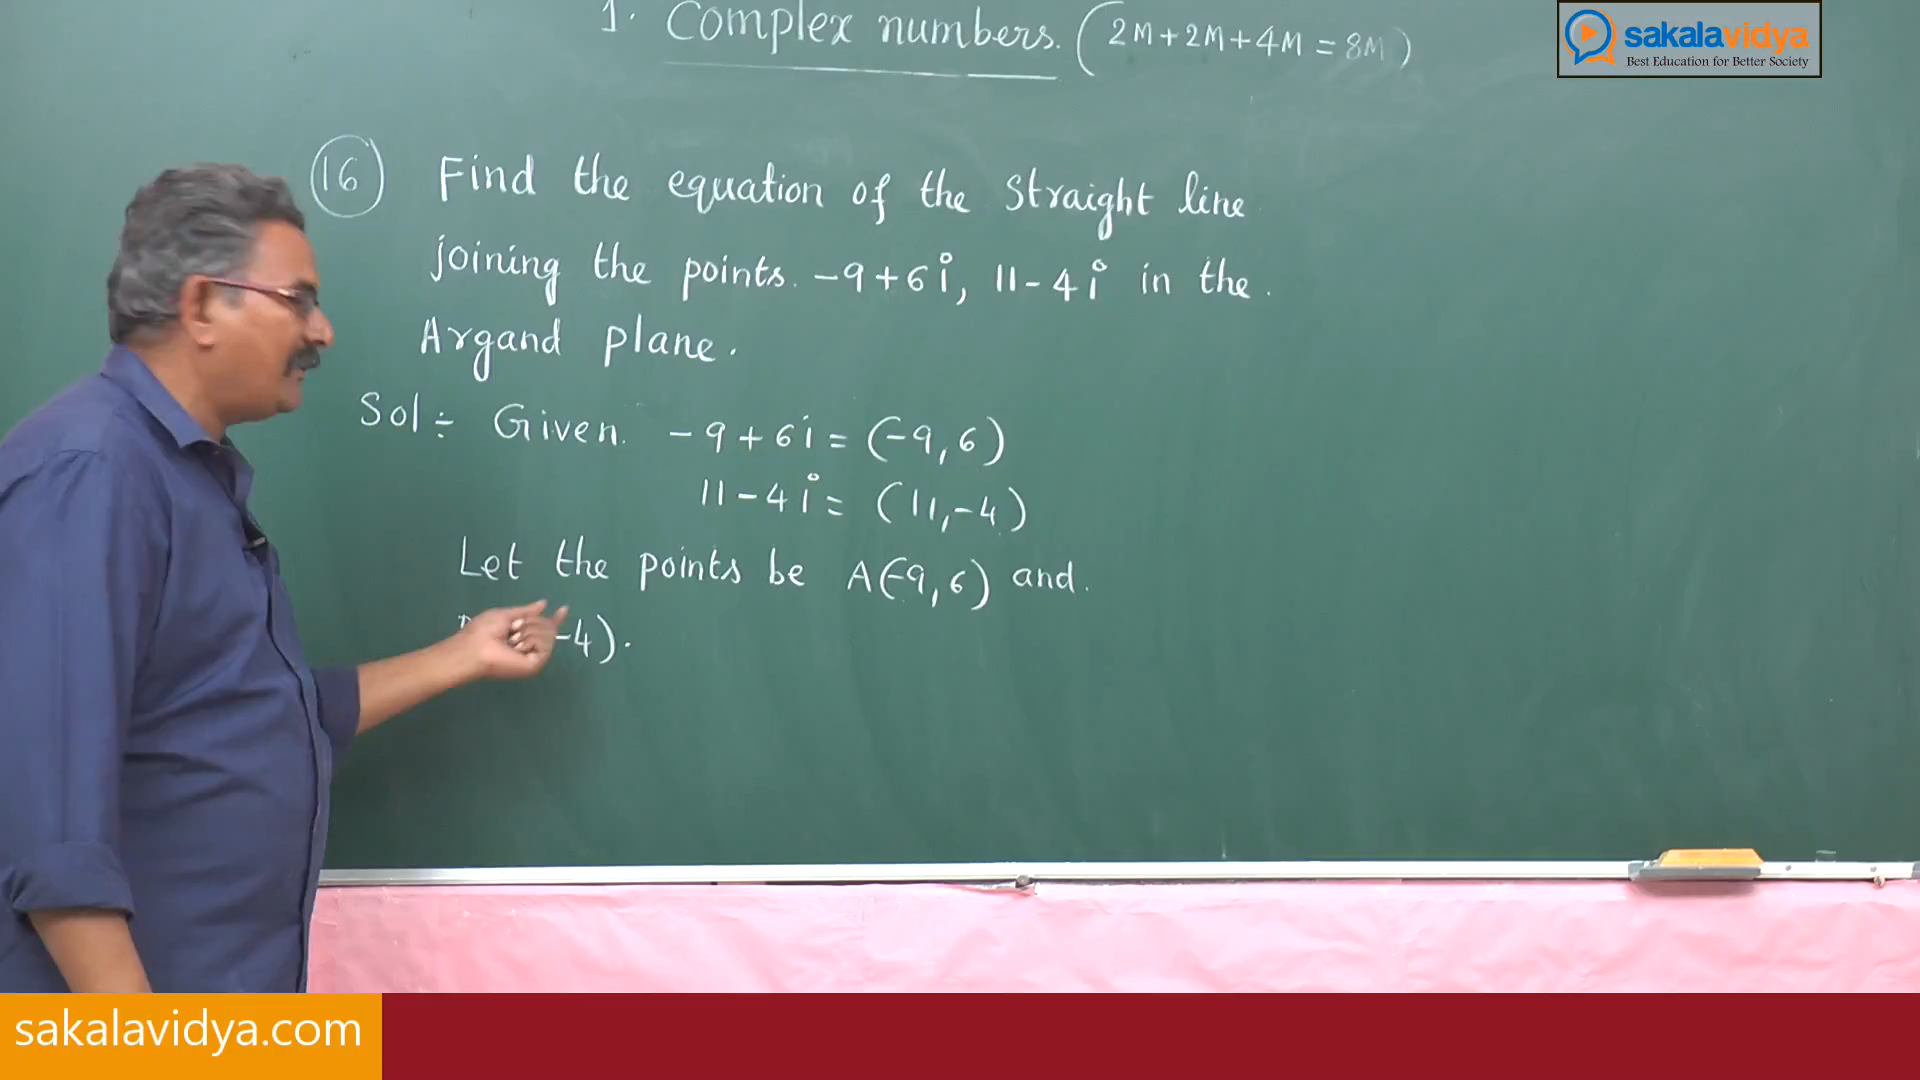 1. Complex numbers. (2M+2M+4M=8M)
sakalavidya
Best Education for Better Society
16 Find the equation of the straight line
joining the points. -9+6i, 11-4i in the.
Argand plane.
Sol÷ Given. -9+6i = (-9,6)
11-4i = (11,-4)
Let the points be A(-9,6) and.
-4).
sakalavidya.com